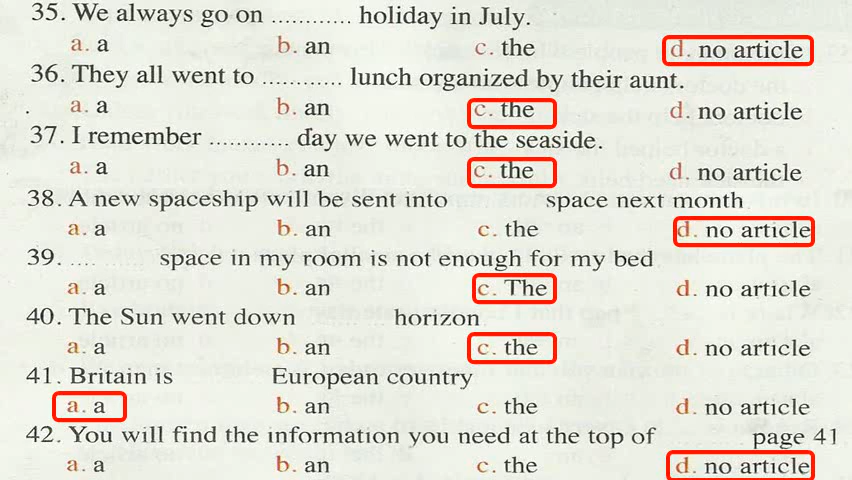 35. We always go on ............ holiday in July.
a. a b. an c. the d. no article
36. They all went to ............ lunch organized by their aunt.
a. a b. an c. the d. no article
37. I remember ............. day we went to the seaside.
a. a b. an c. the d. no article
38. A new spaceship will be sent into space next month
a. a b. an c. the d. no article
39. ............. space in my room is not enough for my bed.
a. a b. an c. The d. no article
40. The Sun went down ............ horizon
a. a b. an c. the d. no article
41. Britain is European country
a. a b. an c. the d. no article
42. You will find the information you need at the top of page 41
a. a b. an c. the d. no article